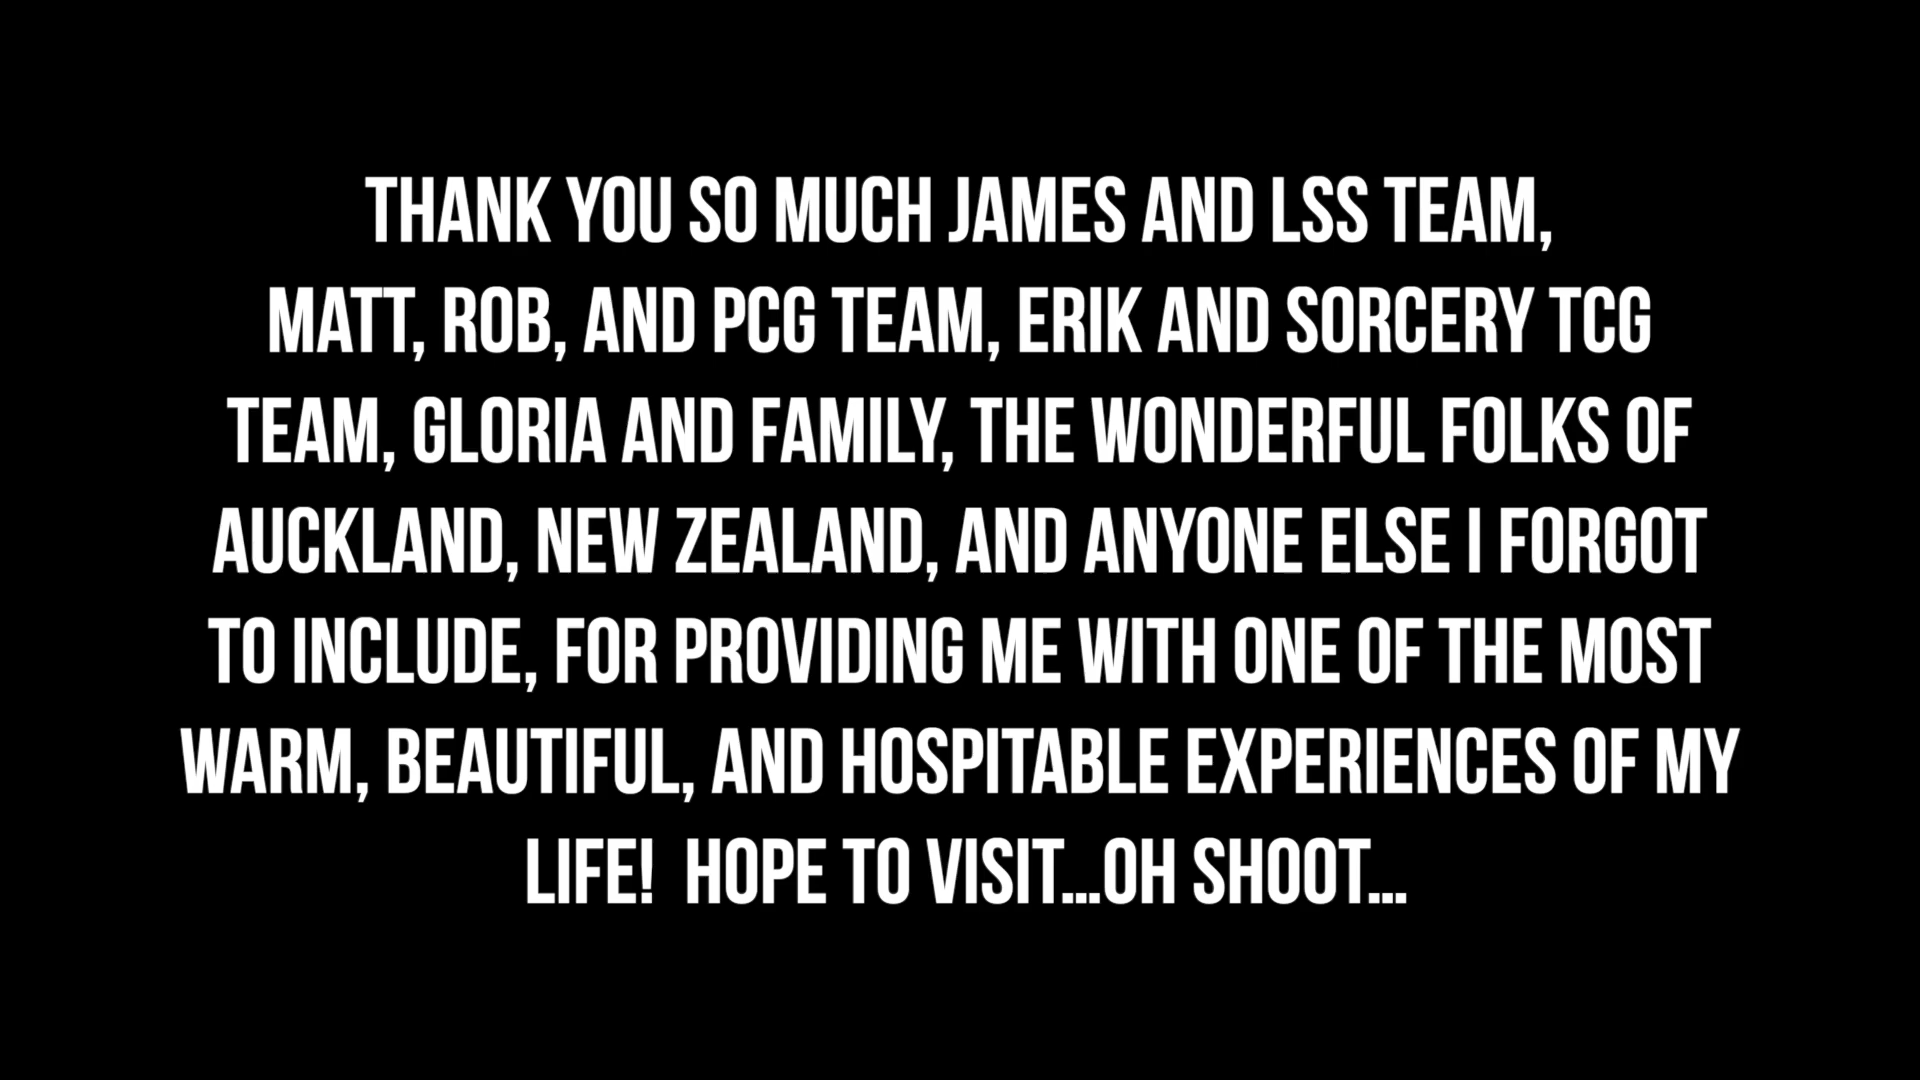 THANK YOU SO MUCH JAMES AND LSS TEAM,
MATT, ROB, AND PCG TEAM, ERIK AND SORCERY TCG
TEAM, GLORIA AND FAMILY, THE WONDERFUL FOLKS OF
AUCKLAND, NEW ZEALAND, AND ANYONE ELSE I FORGOT
TO INCLUDE, FOR PROVIDING ME WITH ONE OF THE MOST
WARM, BEAUTIFUL, AND HOSPITABLE EXPERIENCES OF MY
LIFE!  HOPE TO VISIT...OH SHOOT...